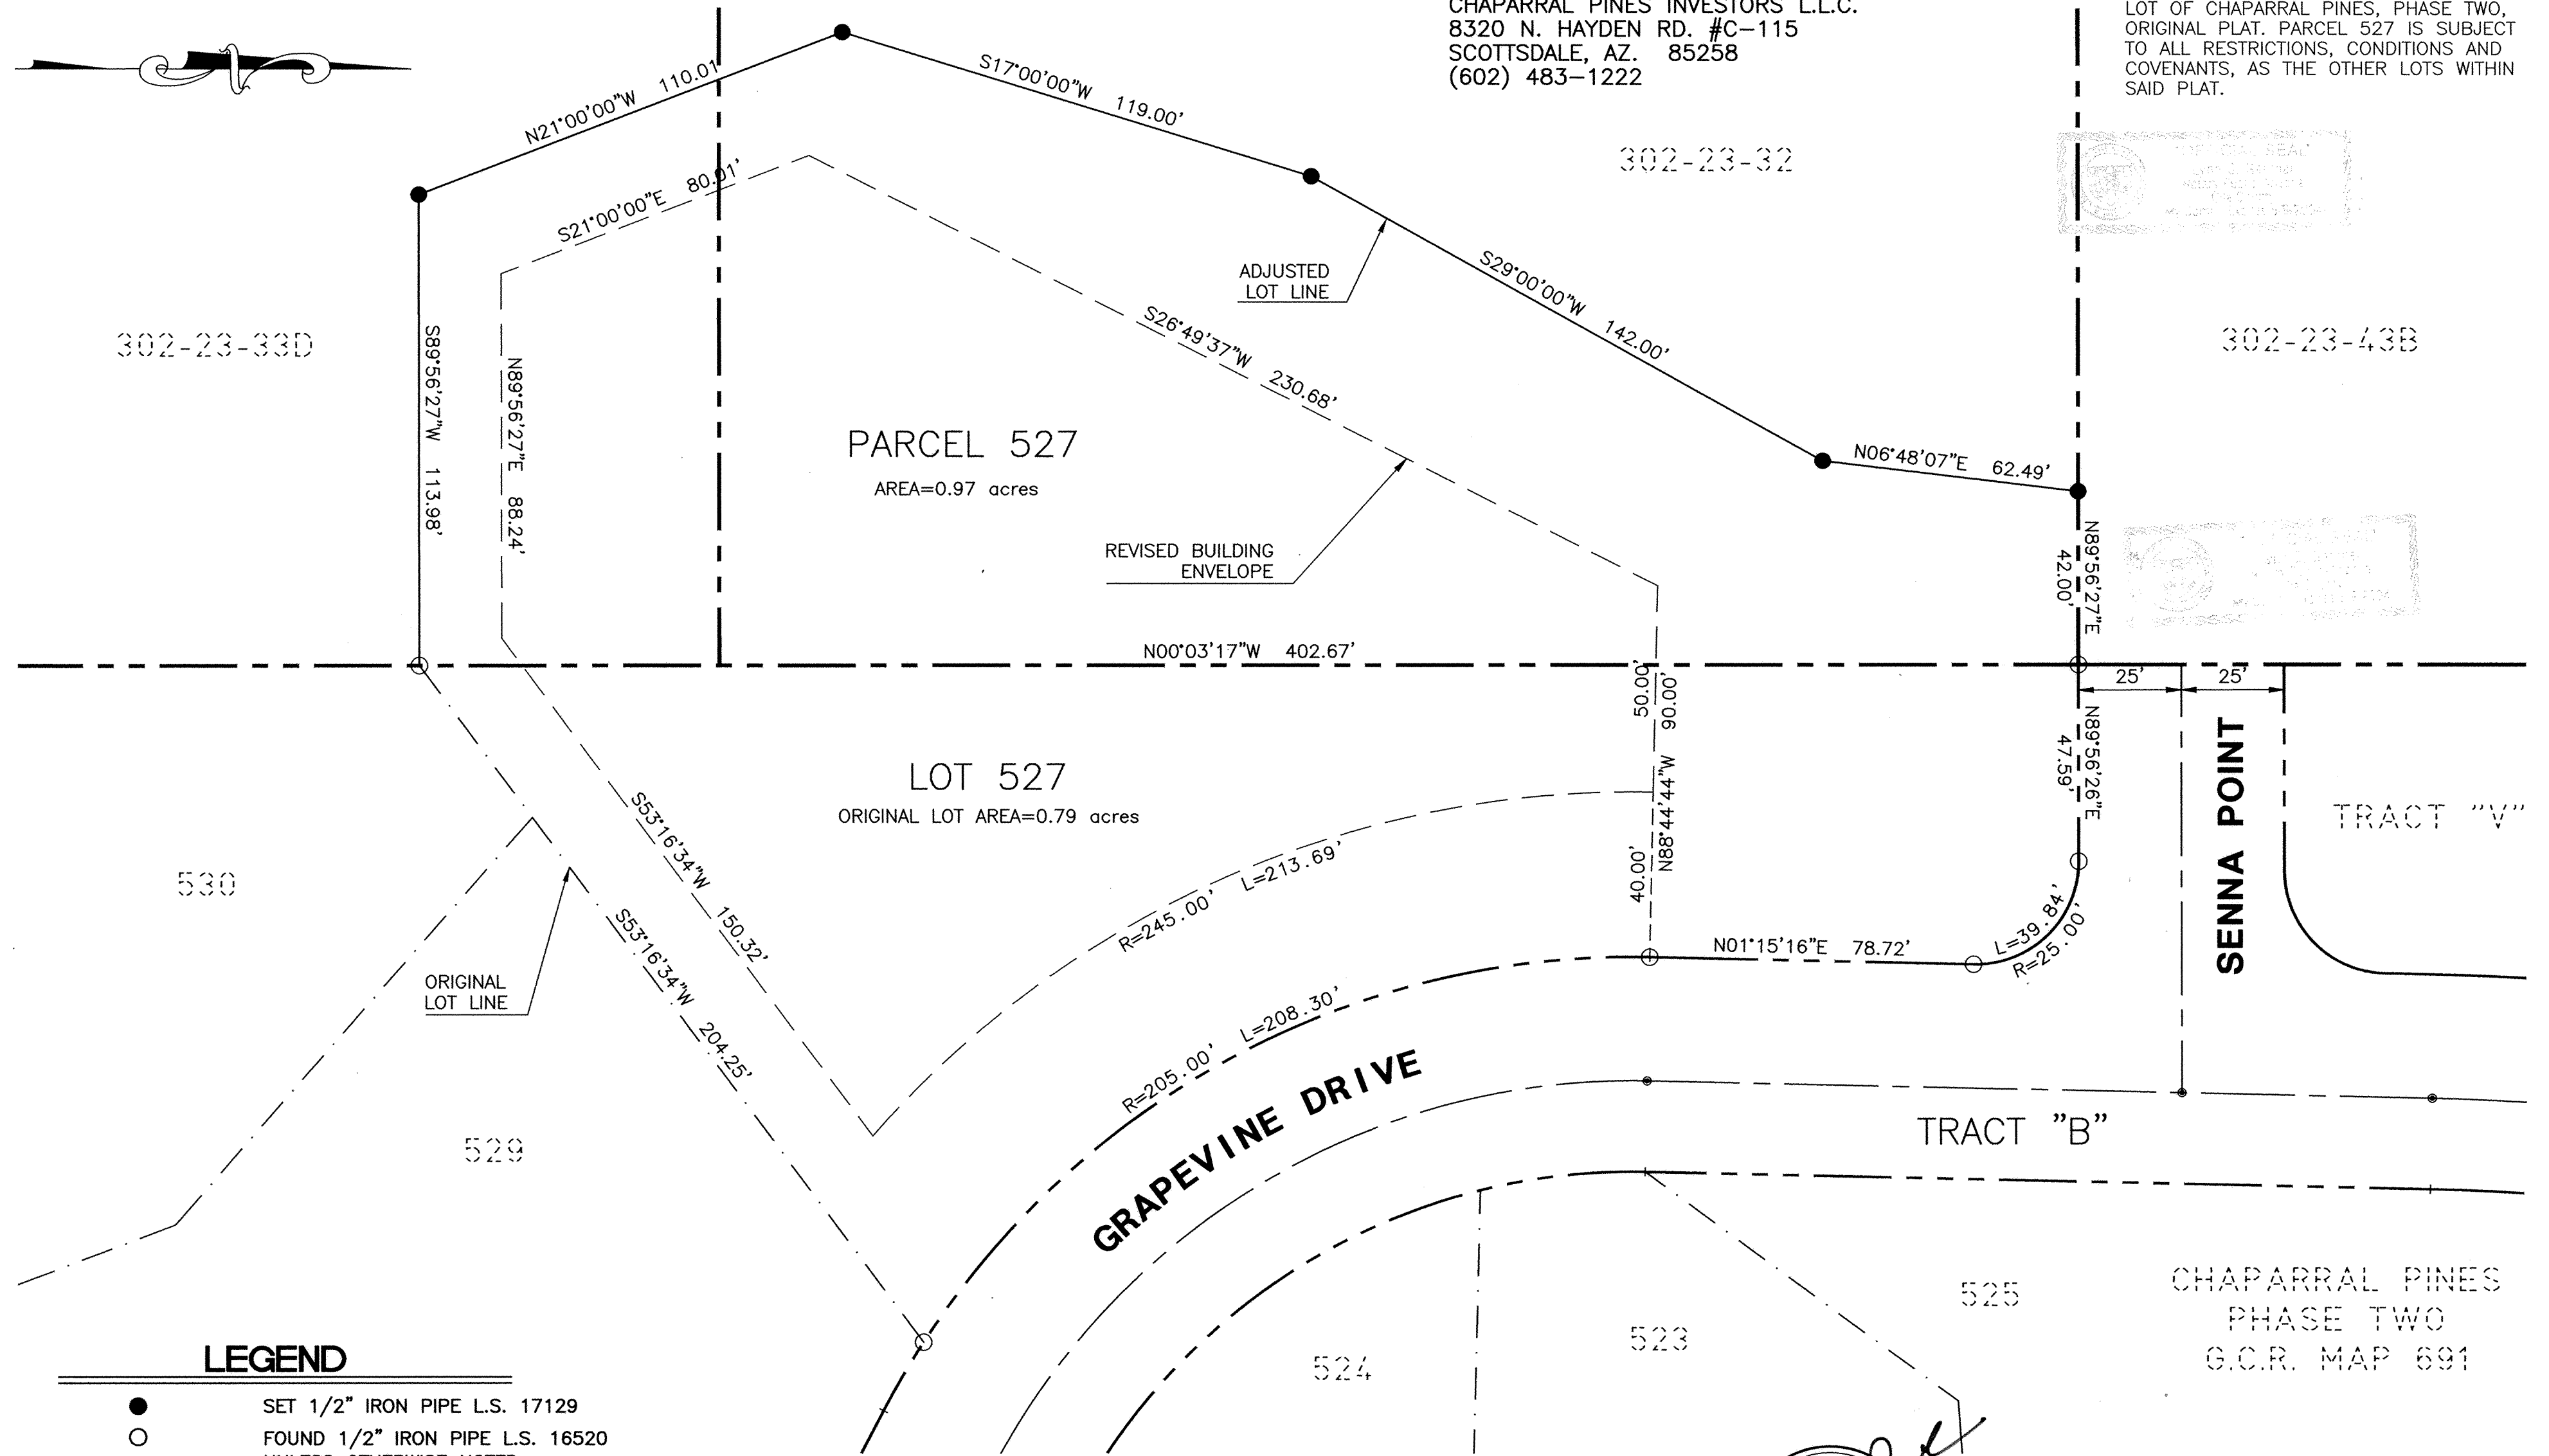 CHAPARRAL PINES INVESTORS L.L.C.
8320 N. HAYDEN RD. #C-115
SCOTTSDALE, AZ. 85258
(602) 483-1222
LOT OF CHAPARRAL PINES, PHASE TWO,
ORIGINAL PLAT. PARCEL 527 IS SUBJECT
TO ALL RESTRICTIONS, CONDITIONS AND
COVENANTS, AS THE OTHER LOTS WITHIN
SAID PLAT.
N21°00'00"W 110.01'
S17°00'00"W 119.00'
302-23-32
S21°00'00"E 80.01'
ADJUSTED
LOT LINE
S29°00'00"W 142.00'
302-23-33D
302-23-43B
S89°56'27"W 113.98'
N89°56'27"E 88.24'
S26°49'37"W 230.68'
PARCEL 527
AREA=0.97 acres
N06°48'07"E 62.49'
REVISED BUILDING
ENVELOPE
N89°56'27"E
42.00'
N00°03'17"W 402.67'
50.00'
90.00'
25'
25'
N89°56'26"E
47.59'
SENNA POINT
TRACT "V"
LOT 527
ORIGINAL LOT AREA=0.79 acres
S53°16'34"W 150.32'
N88°44'44"W
40.00'
R=245.00' L=213.69'
530
ORIGINAL
LOT LINE
S53°16'34"W 204.25'
N01°15'16"E 78.72'
L=39.84'
R=25.00'
R=205.00' L=208.30'
GRAPEVINE DRIVE
TRACT "B"
529
525
523
524
CHAPARRAL PINES
PHASE TWO
G.C.R. MAP 691
LEGEND
SET 1/2" IRON PIPE L.S. 17129
FOUND 1/2" IRON PIPE L.S. 16520
UNLESS OTHERWISE NOTED